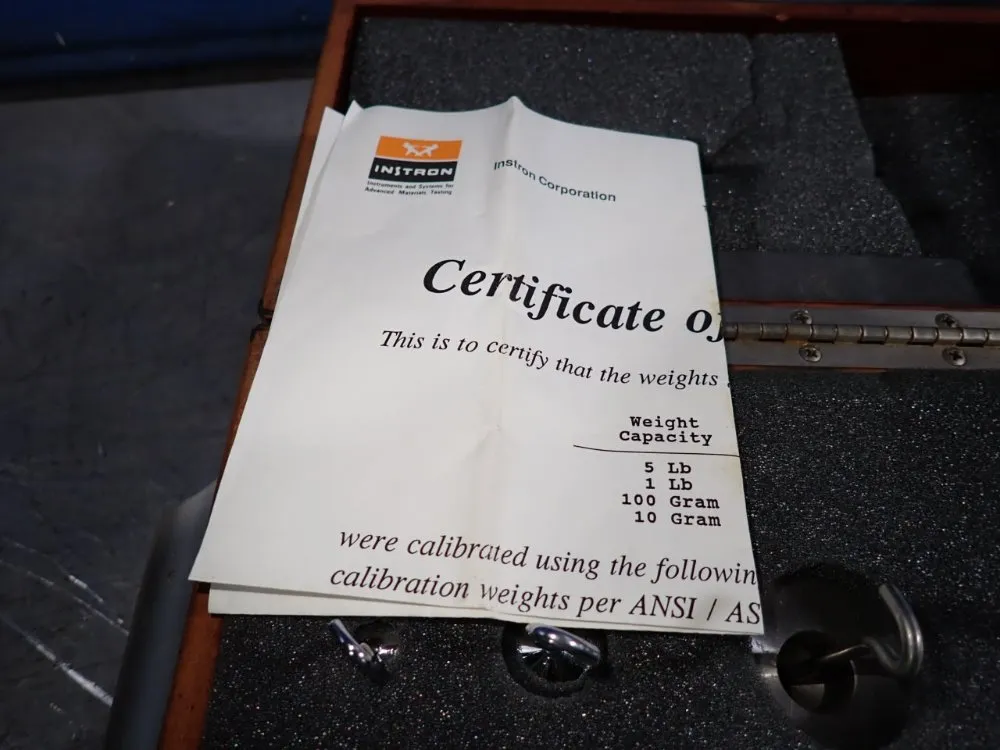 INSTRON
Instruments and Systems for
Advanced Materials Testing
Instron Corporation
Certificate of
This is to certify that the weights
Weight
Capacity
5 Lb
1 Lb
100 Gram
10 Gram
were calibrated using the followin
calibration weights per ANSI / AS